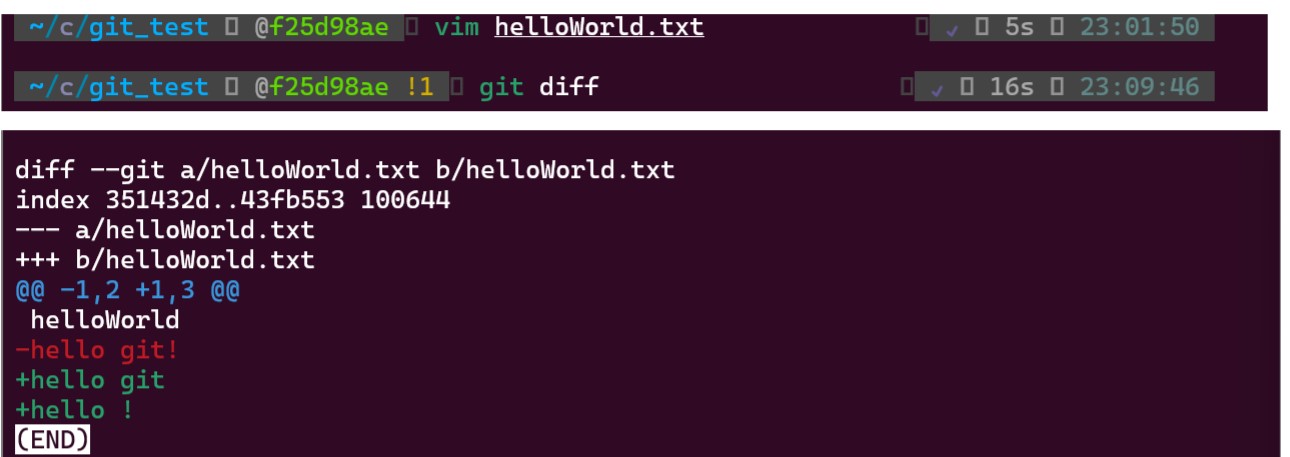 ~/c/git_test @f25d98ae vim helloWorld.txt ✓ 5s 23:01:50
~/c/git_test @f25d98ae !1 git diff ✓ 16s 23:09:46
diff --git a/helloWorld.txt b/helloWorld.txt
index 351432d..43fb553 100644
--- a/helloWorld.txt
+++ b/helloWorld.txt
@@ -1,2 +1,3 @@
 helloWorld
-hello git!
+hello git
+hello !
(END)